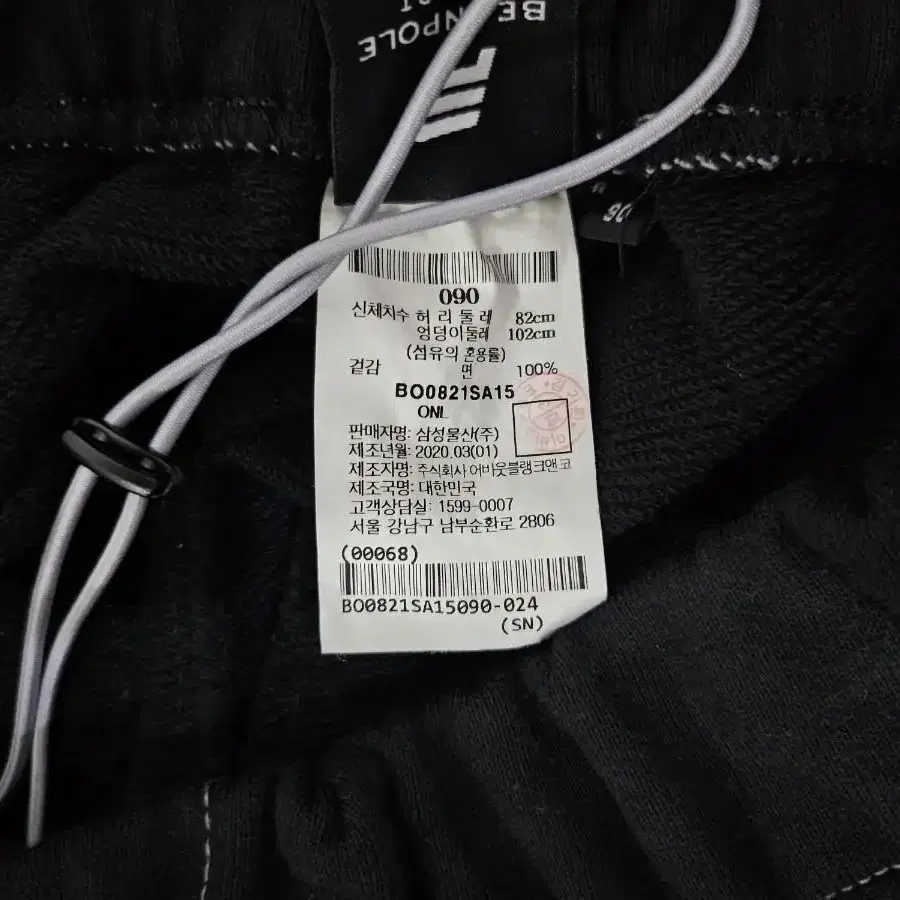 090
신체치수 허리둘레 82cm
엉덩이둘레 102cm
(섬유의 혼용률)
겉감 면 100%
BO0821SA15
판매자명: 삼성물산(주)
제조년월: 2020.03(01)
제조자명: 주식회사 어바웃블랭크앤코
제조국명: 대한민국
고객상담실: 1599-0007
서울 강남구 남부순환로 2806
(00068)
BO0821SA15090-024
(SN)